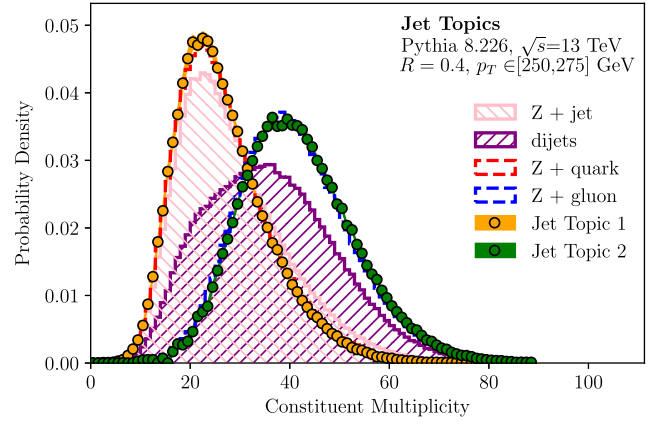 Jet Topics
Pythia 8.226, √s=13 TeV
R = 0.4, p_T ∈[250,275] GeV
Z + jet
dijets
Z + quark
Z + gluon
Jet Topic 1
Jet Topic 2
Probability Density
0.05
0.04
0.03
0.02
0.01
0.00
0 20 40 60 80 100
Constituent Multiplicity